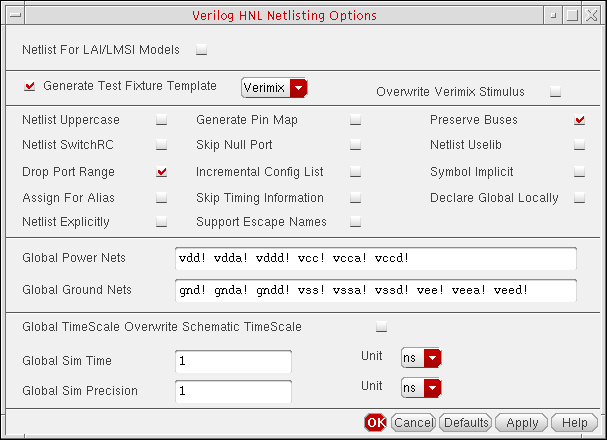 Verilog HNL Netlisting Options
Netlist For LAI/LMSI Models
Generate Test Fixture Template Verimix Overwrite Verimix Stimulus
Netlist Uppercase Generate Pin Map Preserve Buses
Netlist SwitchRC Skip Null Port Netlist Uselib
Drop Port Range Incremental Config List Symbol Implicit
Assign For Alias Skip Timing Information Declare Global Locally
Netlist Explicitly Support Escape Names
Global Power Nets vdd! vdda! vddd! vcc! vcca! vccd!
Global Ground Nets gnd! gnda! gndd! vss! vssa! vssd! vee! veea! veed!
Global TimeScale Overwrite Schematic TimeScale
Global Sim Time 1 Unit ns
Global Sim Precision 1 Unit ns
OK Cancel Defaults Apply Help